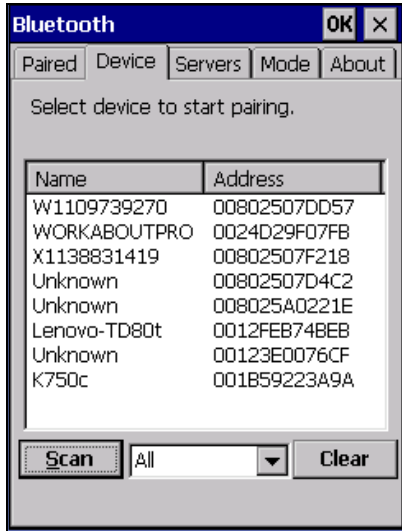 Bluetooth OK ×
Paired Device Servers Mode About
Select device to start pairing.
Name Address
W1109739270 00802507DD57
WORKABOUTPRO 0024D29F07FB
X1138831419 00802507F218
Unknown 00802507D4C2
Unknown 008025A0221E
Lenovo-TD80t 0012FEB74BEB
Unknown 00123E0076CF
K750c 001B59223A9A
Scan All Clear